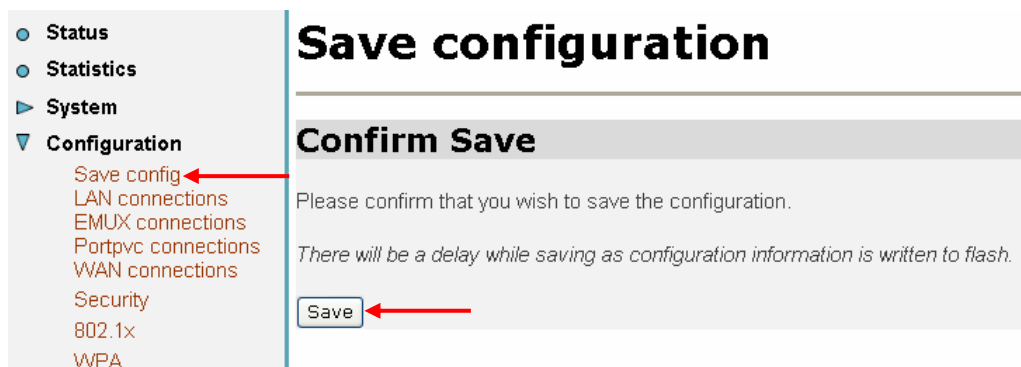 Status
Statistics
System
Configuration
Save config
LAN connections
EMUX connections
Portpvc connections
WAN connections
Security
802.1x
WPA
Save configuration
Confirm Save
Please confirm that you wish to save the configuration.
There will be a delay while saving as configuration information is written to flash.
Save